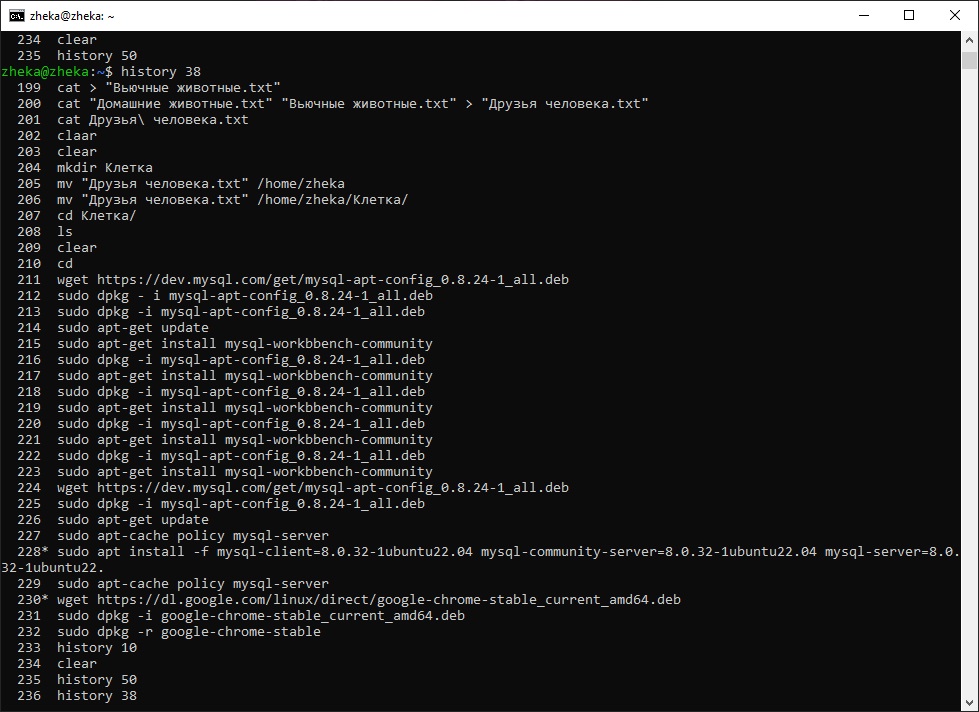 zheka@zheka: ~
234 clear
235 history 50
zheka@zheka:~$ history 38
199 cat > "Вьючные животные.txt"
200 cat "Домашние животные.txt" "Вьючные животные.txt" > "Друзья человека.txt"
201 cat Друзья\ человека.txt
202 claar
203 clear
204 mkdir Клетка
205 mv "Друзья человека.txt" /home/zheka
206 mv "Друзья человека.txt" /home/zheka/Клетка/
207 cd Клетка/
208 ls
209 clear
210 cd
211 wget https://dev.mysql.com/get/mysql-apt-config_0.8.24-1_all.deb
212 sudo dpkg - i mysql-apt-config_0.8.24-1_all.deb
213 sudo dpkg -i mysql-apt-config_0.8.24-1_all.deb
214 sudo apt-get update
215 sudo apt-get install mysql-workbbench-community
216 sudo dpkg -i mysql-apt-config_0.8.24-1_all.deb
217 sudo apt-get install mysql-workbbench-community
218 sudo dpkg -i mysql-apt-config_0.8.24-1_all.deb
219 sudo apt-get install mysql-workbbench-community
220 sudo dpkg -i mysql-apt-config_0.8.24-1_all.deb
221 sudo apt-get install mysql-workbbench-community
222 sudo dpkg -i mysql-apt-config_0.8.24-1_all.deb
223 sudo apt-get install mysql-workbbench-community
224 wget https://dev.mysql.com/get/mysql-apt-config_0.8.24-1_all.deb
225 sudo dpkg -i mysql-apt-config_0.8.24-1_all.deb
226 sudo apt-get update
227 sudo apt-cache policy mysql-server
228* sudo apt install -f mysql-client=8.0.32-1ubuntu22.04 mysql-community-server=8.0.32-1ubuntu22.04 mysql-server=8.0.
32-1ubuntu22.
229 sudo apt-cache policy mysql-server
230* wget https://dl.google.com/linux/direct/google-chrome-stable_current_amd64.deb
231 sudo dpkg -i google-chrome-stable_current_amd64.deb
232 sudo dpkg -r google-chrome-stable
233 history 10
234 clear
235 history 50
236 history 38